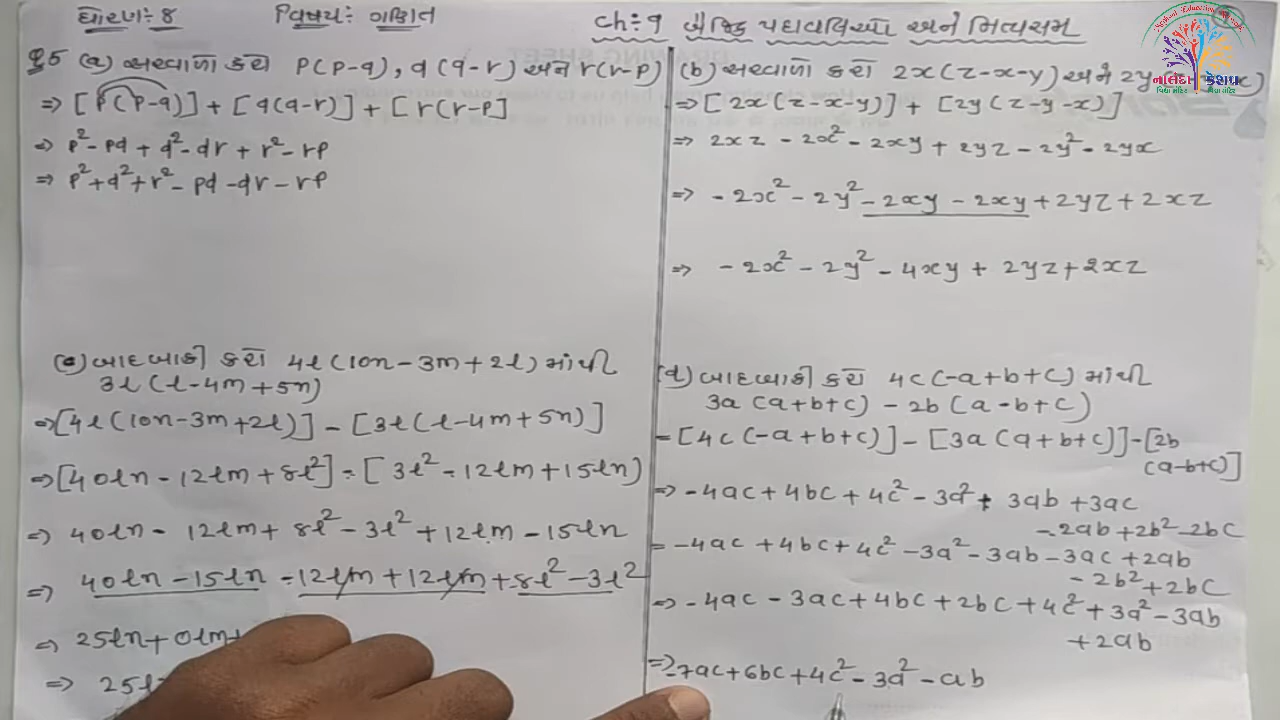 ધોરણ:- ૪ વિષય:- ગણિત ch:- 9 બૈજિક પદાવલિઓ અને નિત્યસમ
નાલંદા
Q5 (a) સરવાળા કરો P(P-q), q(q-r) અને r(r-P)
⇒ [P(P-q)] + [q(q-r)] + [r(r-P]
⇒ P² - Pq + q² - qr + r² - rP
⇒ P² + q² + r² - Pq - qr - rP
(b) સરવાળા કરો 2x(z-x-y) અને 2y
⇒ [2x(z-x-y)] + [2y(z-y-x)]
⇒ 2xz - 2x² - 2xy + 2yz - 2y² - 2yx
⇒ -2x² - 2y² - 2xy - 2xy + 2yz + 2xz
⇒ -2x² - 2y² - 4xy + 2yz + 2xz
(c) બાદબાકી કરો 4l(10n-3m+2l) માંથી
3l(l-4m+5n)
⇒ [4l(10n-3m+2l)] - [3l(l-4m+5n)]
⇒ [40ln - 12lm + 8l²] - [3l² - 12lm + 15ln)
⇒ 40ln - 12lm + 8l² - 3l² + 12lm - 15ln
⇒ 40ln - 15ln - 12lm + 12lm + 8l² - 3l²
⇒ 25ln + 0lm +
⇒ 25l
(d) બાદબાકી કરો 4c(-a+b+c) માંથી
3a(a+b+c) - 2b(a-b+c)
= [4c(-a+b+c)] - [3a(a+b+c)] - [2b
(a-b+c)]
⇒ -4ac + 4bc + 4c² - 3a² + 3ab + 3ac
- 2ab + 2b² - 2bc
= -4ac + 4bc + 4c² - 3a² - 3ab - 3ac + 2ab
- 2b² + 2bc
⇒ -4ac - 3ac + 4bc + 2bc + 4c² + 3a² - 3ab
+ 2ab
⇒ -7ac + 6bc + 4c² - 3a² - ab